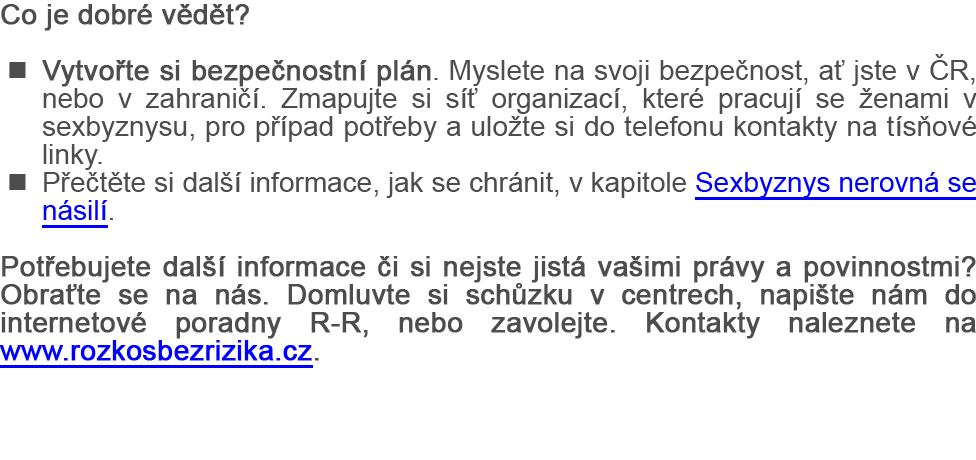 Co je dobré vědět?
■ Vytvořte si bezpečnostní plán. Myslete na svoji bezpečnost, ať jste v ČR,
nebo v zahraničí. Zmapujte si síť organizací, které pracují se ženami v
sexbyznysu, pro případ potřeby a uložte si do telefonu kontakty na tísňové
linky.
■ Přečtěte si další informace, jak se chránit, v kapitole Sexbyznys nerovná se
násilí.
Potřebujete další informace či si nejste jistá vašimi právy a povinnostmi?
Obraťte se na nás. Domluvte si schůzku v centrech, napište nám do
internetové poradny R-R, nebo zavolejte. Kontakty naleznete na
www.rozkosbezrizika.cz.